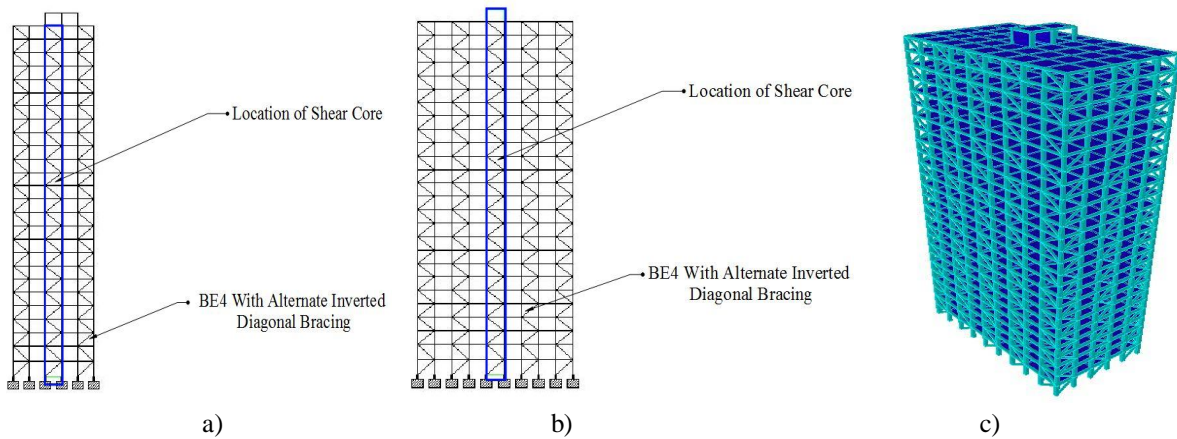 Location of Shear Core
BE4 With Alternate Inverted
Diagonal Bracing
Location of Shear Core
BE4 With Alternate Inverted
Diagonal Bracing
a)
b)
c)